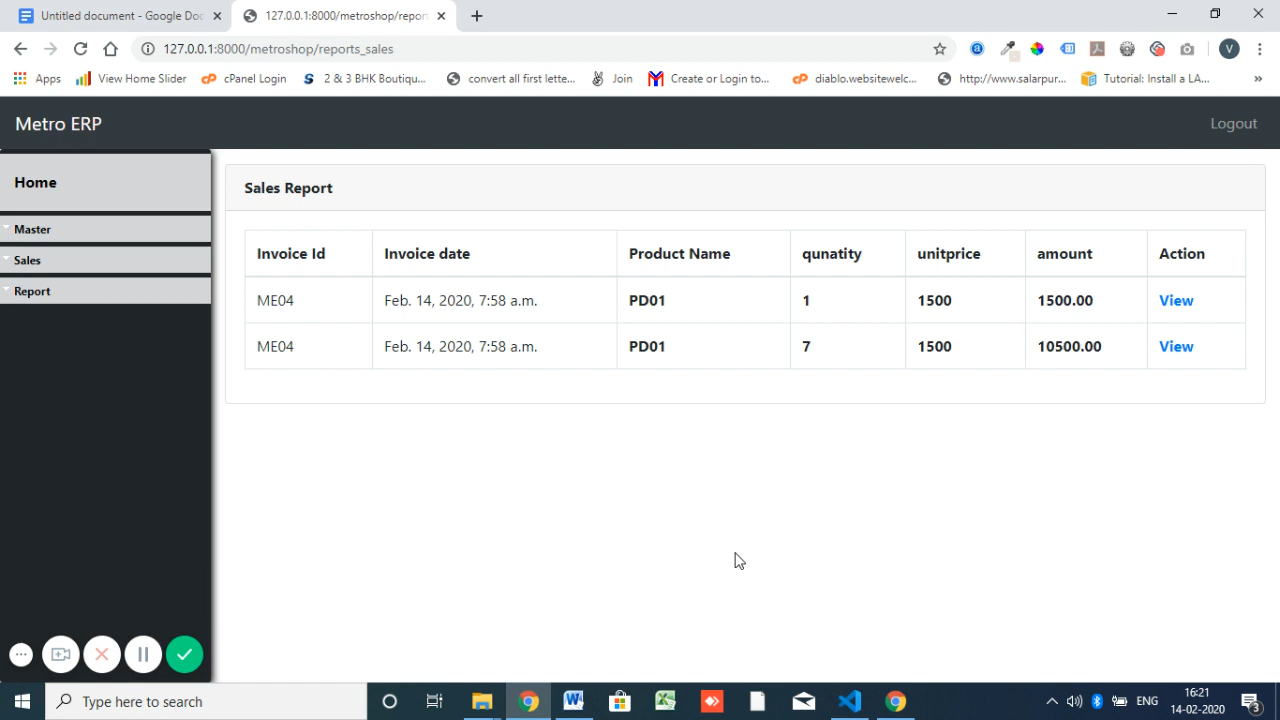 Untitled document - Google Doc
127.0.0.1:8000/metroshop/report
127.0.0.1:8000/metroshop/reports_sales
V
Apps View Home Slider cPanel Login 2 & 3 BHK Boutiqu... convert all first lette... Join Create or Login to... diablo.websitewelc... http://www.salarpur... Tutorial: Install a LA... »
Metro ERP Logout
Home
Master
Sales
Report
Sales Report
Invoice Id Invoice date Product Name qunatity unitprice amount Action
ME04 Feb. 14, 2020, 7:58 a.m. PD01 1 1500 1500.00 View
ME04 Feb. 14, 2020, 7:58 a.m. PD01 7 1500 10500.00 View
Type here to search
ENG
16:21
14-02-2020
3